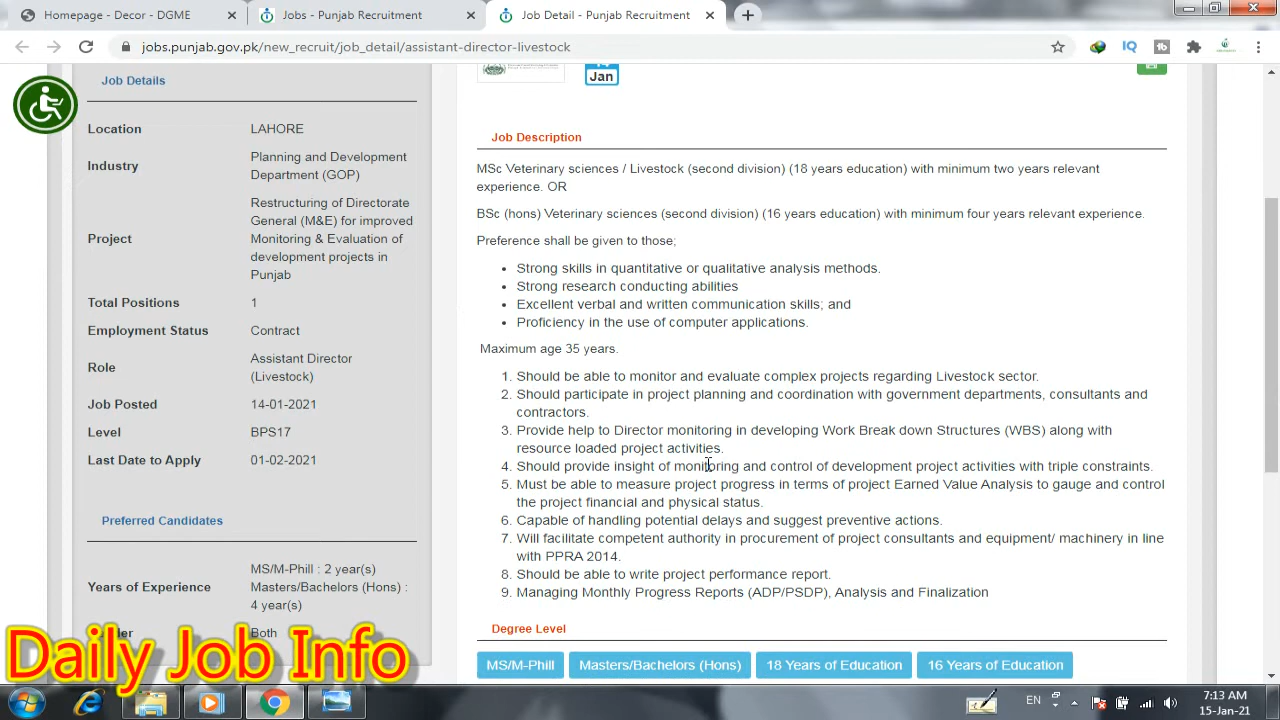 Homepage - Decor - DGME
Jobs - Punjab Recruitment
Job Detail - Punjab Recruitment
jobs.punjab.gov.pk/new_recruit/job_detail/assistant-director-livestock
Job Details
Location LAHORE
Industry Planning and Development
Department (GOP)
Project Restructuring of Directorate
General (M&E) for improved
Monitoring & Evaluation of
development projects in
Punjab
Total Positions 1
Employment Status Contract
Role Assistant Director
(Livestock)
Job Posted 14-01-2021
Level BPS17
Last Date to Apply 01-02-2021
Preferred Candidates
Years of Experience MS/M-Phill : 2 year(s)
Masters/Bachelors (Hons) :
4 year(s)
Both
Jan
Job Description
MSc Veterinary sciences / Livestock (second division) (18 years education) with minimum two years relevant
experience. OR
BSc (hons) Veterinary sciences (second division) (16 years education) with minimum four years relevant experience.
Preference shall be given to those;
• Strong skills in quantitative or qualitative analysis methods.
• Strong research conducting abilities
• Excellent verbal and written communication skills; and
• Proficiency in the use of computer applications.
Maximum age 35 years.
1. Should be able to monitor and evaluate complex projects regarding Livestock sector.
2. Should participate in project planning and coordination with government departments, consultants and
contractors.
3. Provide help to Director monitoring in developing Work Break down Structures (WBS) along with
resource loaded project activities.
4. Should provide insight of monitoring and control of development project activities with triple constraints.
5. Must be able to measure project progress in terms of project Earned Value Analysis to gauge and control
the project financial and physical status.
6. Capable of handling potential delays and suggest preventive actions.
7. Will facilitate competent authority in procurement of project consultants and equipment/ machinery in line
with PPRA 2014.
8. Should be able to write project performance report.
9. Managing Monthly Progress Reports (ADP/PSDP), Analysis and Finalization
Degree Level
MS/M-Phill
Masters/Bachelors (Hons)
18 Years of Education
16 Years of Education
Daily Job Info
EN
7:13 AM
15-Jan-21